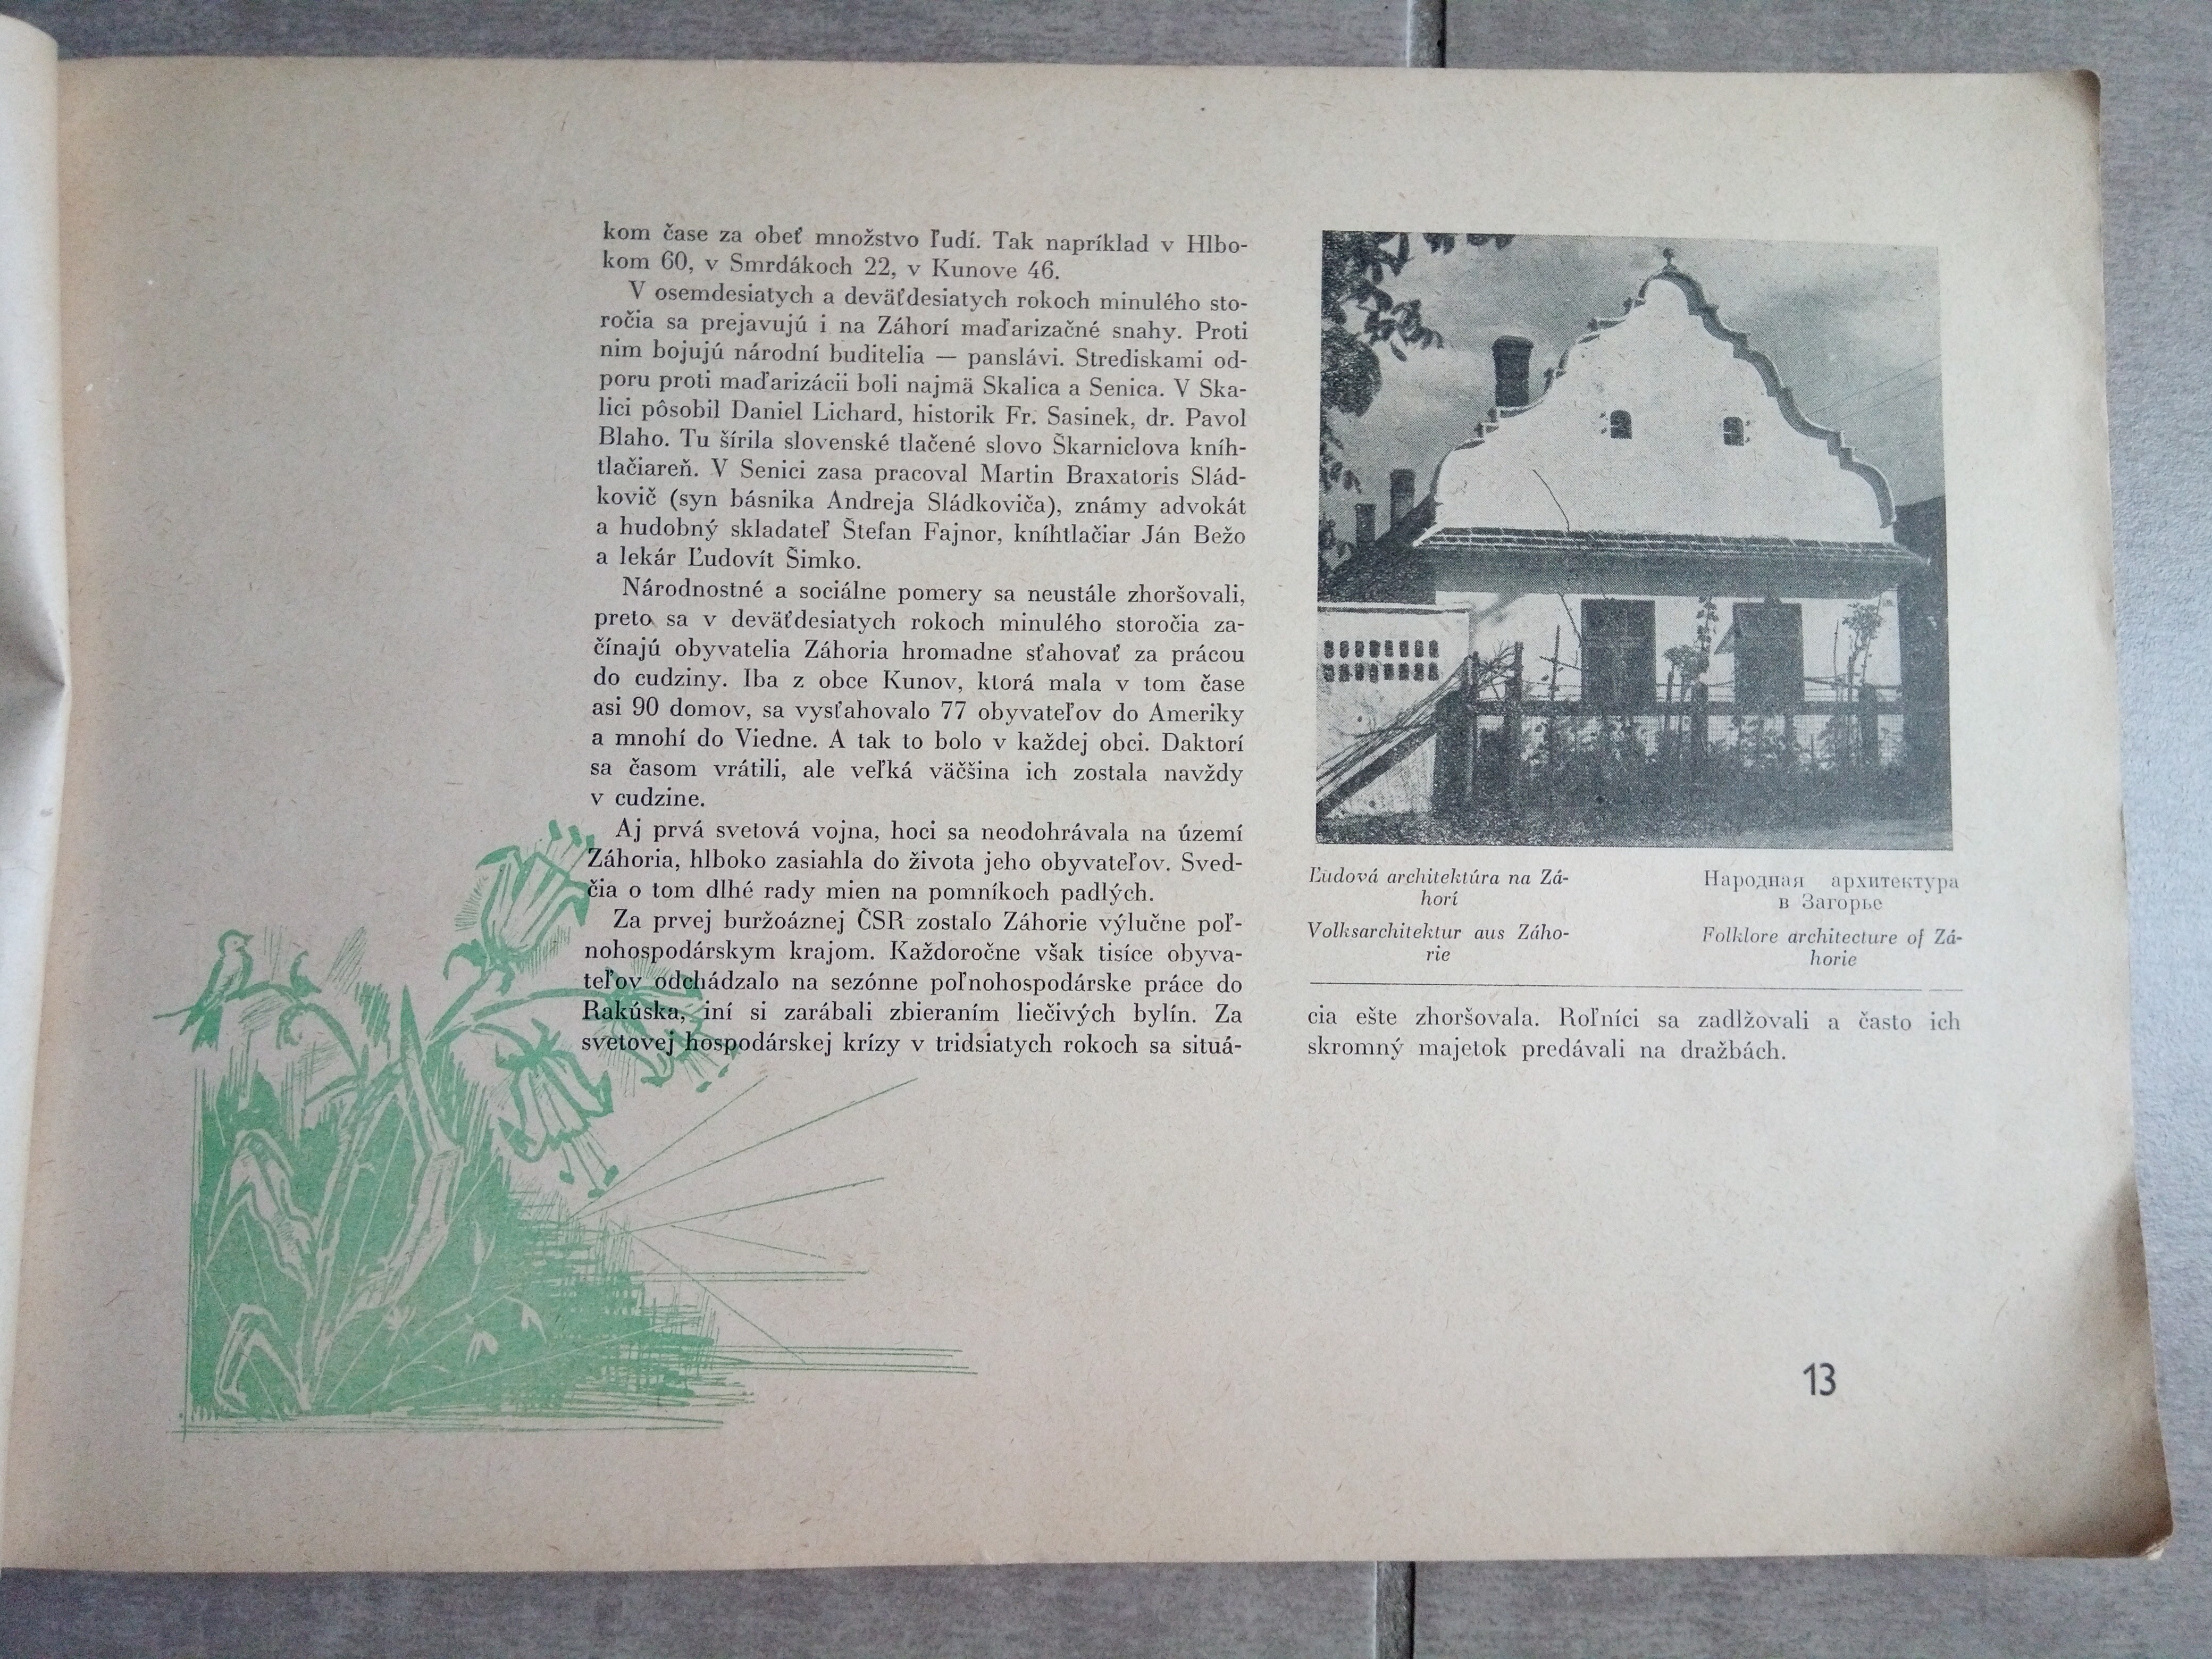 kom čase za obeť množstvo ľudí. Tak napríklad v Hlbo-
kom 60, v Smrdákoch 22, v Kunove 46.
V osemdesiatych a deväťdesiatych rokoch minulého sto-
ročia sa prejavujú i na Záhorí maďarizačné snahy. Proti
nim bojujú národní buditelia — panslávi. Strediskami od-
poru proti maďarizácii boli najmä Skalica a Senica. V Ska-
lici pôsobil Daniel Lichard, historik Fr. Sasinek, dr. Pavol
Blaho. Tu šírila slovenské tlačené slovo Škarniclova kníh-
tlačiareň. V Senici zasa pracoval Martin Braxatoris Slád-
kovič (syn básnika Andreja Sládkoviča), známy advokát
a hudobný skladateľ Štefan Fajnor, kníhtlačiar Ján Bežo
a lekár Ľudovít Šimko.
Národnostné a sociálne pomery sa neustále zhoršovali,
preto sa v deväťdesiatych rokoch minulého storočia za-
čínajú obyvatelia Záhoria hromadne sťahovať za prácou
do cudziny. Iba z obce Kunov, ktorá mala v tom čase
asi 90 domov, sa vysťahovalo 77 obyvateľov do Ameriky
a mnohí do Viedne. A tak to bolo v každej obci. Daktorí
sa časom vrátili, ale veľká väčšina ich zostala navždy
v cudzine.
Aj prvá svetová vojna, hoci sa neodohrávala na území
Záhoria, hlboko zasiahla do života jeho obyvateľov. Sved-
čia o tom dlhé rady mien na pomníkoch padlých.
Za prvej buržoáznej ČSR zostalo Záhorie výlučne poľ-
nohospodárskym krajom. Každoročne však tisíce obyva-
teľov odchádzalo na sezónne poľnohospodárske práce do
Rakúska, iní si zarábali zbieraním liečivých bylín. Za
svetovej hospodárskej krízy v tridsiatych rokoch sa situá-
Ľudová architektúra na Zá-
horí
Volksarchitektur aus Záho-
rie
Народная архитектура
в Загорье
Folklore architecture of Zá-
horie
cia ešte zhoršovala. Roľníci sa zadlžovali a často ich
skromný majetok predávali na dražbách.
13